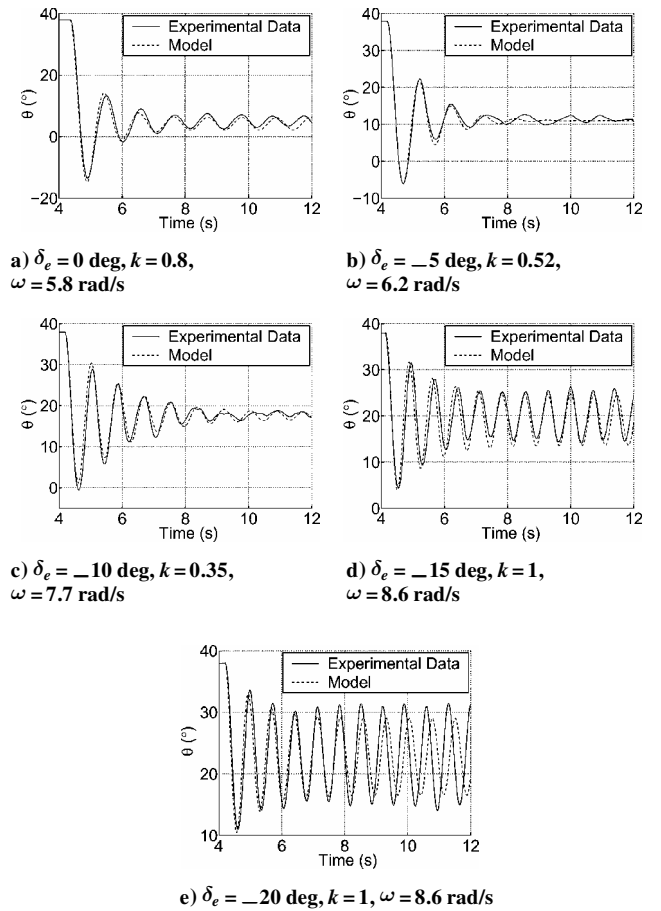 Experimental Data
Model
40
20
0
−20
θ (°)
4 6 8 10 12
Time (s)
a) δe = 0 deg, k = 0.8,
ω = 5.8 rad/s
Experimental Data
Model
40
30
20
10
0
−10
θ (°)
4 6 8 10 12
Time (s)
b) δe = −5 deg, k = 0.52,
ω = 6.2 rad/s
Experimental Data
Model
40
30
20
10
0
θ (°)
4 6 8 10 12
Time (s)
c) δe = −10 deg, k = 0.35,
ω = 7.7 rad/s
Experimental Data
Model
40
30
20
10
0
θ (°)
4 6 8 10 12
Time (s)
d) δe = −15 deg, k = 1,
ω = 8.6 rad/s
Experimental Data
Model
40
30
20
10
θ (°)
4 6 8 10 12
Time (s)
e) δe = −20 deg, k = 1, ω = 8.6 rad/s